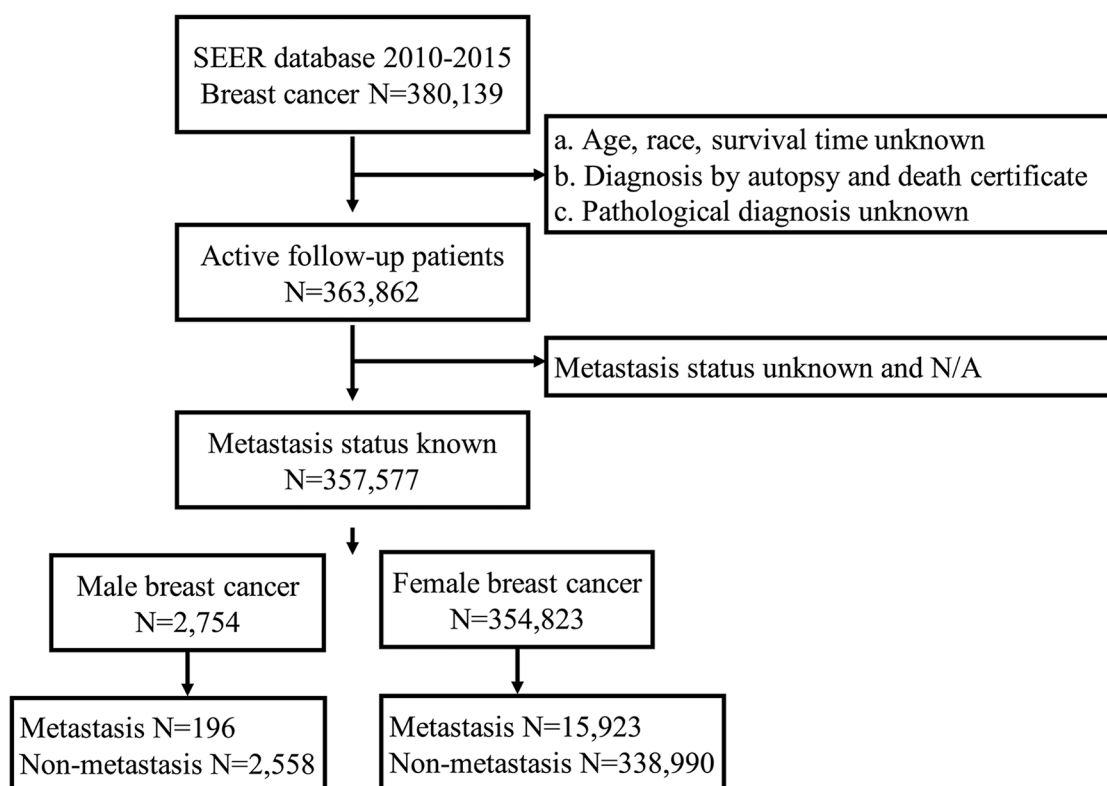 SEER database 2010-2015
Breast cancer N=380,139
a. Age, race, survival time unknown
b. Diagnosis by autopsy and death certificate
c. Pathological diagnosis unknown
Active follow-up patients
N=363,862
Metastasis status unknown and N/A
Metastasis status known
N=357,577
Male breast cancer
N=2,754
Female breast cancer
N=354,823
Metastasis N=196
Non-metastasis N=2,558
Metastasis N=15,923
Non-metastasis N=338,990